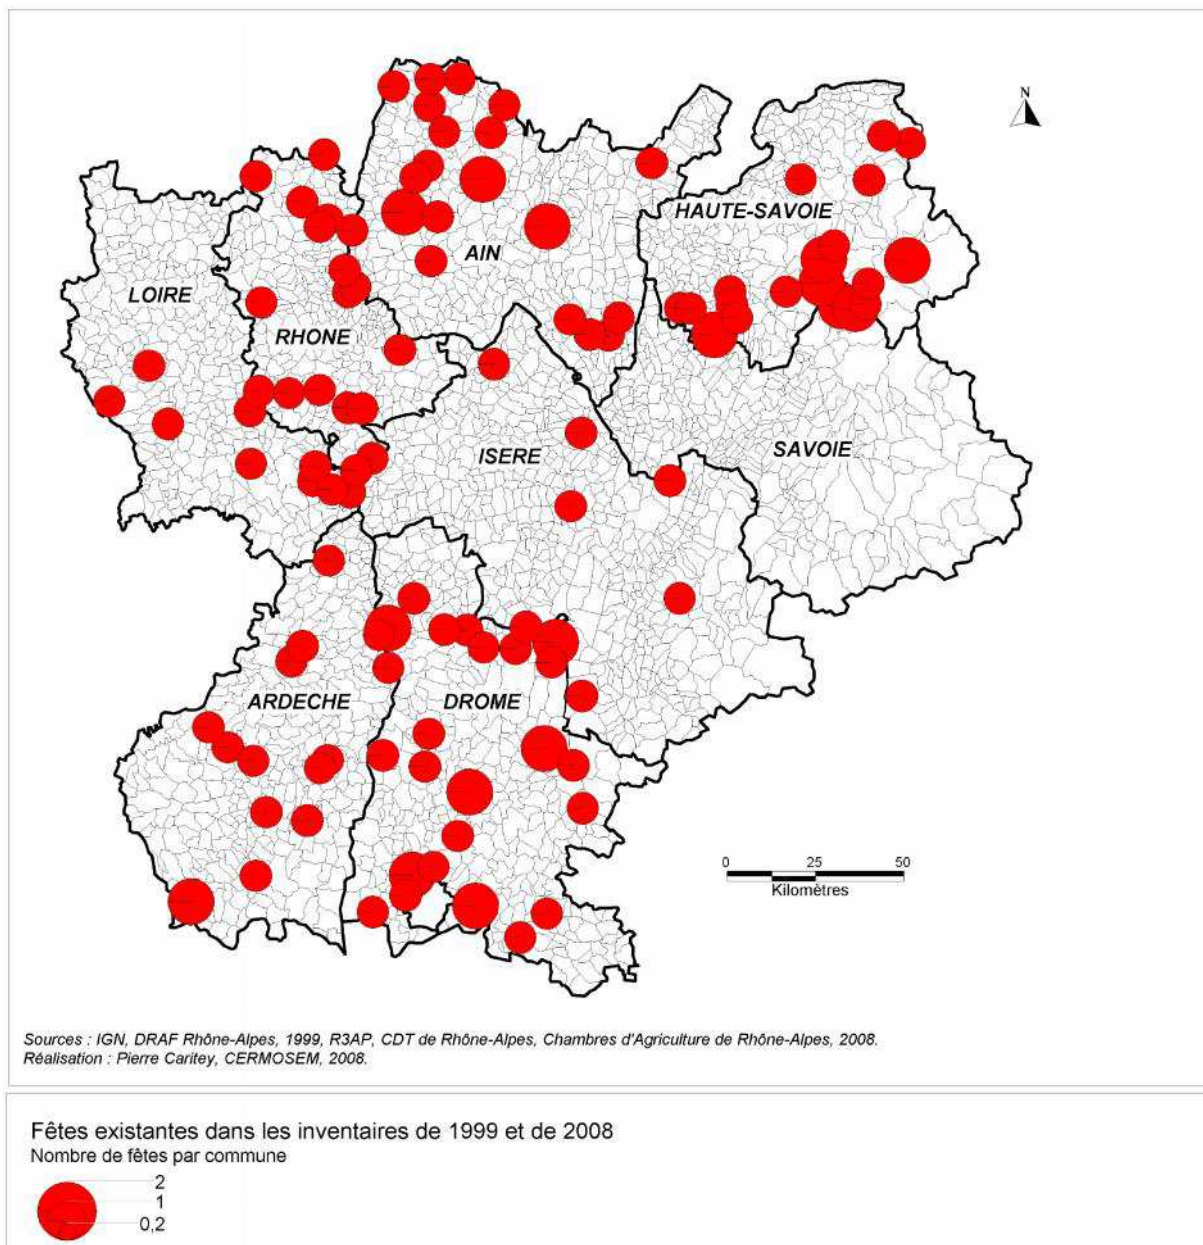 N
HAUTE-SAVOIE
AIN
LOIRE
RHONE
ISERE
SAVOIE
ARDECHE
DROME
0 25 50
Kilomètres
Sources : IGN, DRAF Rhône-Alpes, 1999, R3AP, CDT de Rhône-Alpes, Chambres d'Agriculture de Rhône-Alpes, 2008.
Réalisation : Pierre Caritey, CERMOSEM, 2008.
Fêtes existantes dans les inventaires de 1999 et de 2008
Nombre de fêtes par commune
2
1
0,2